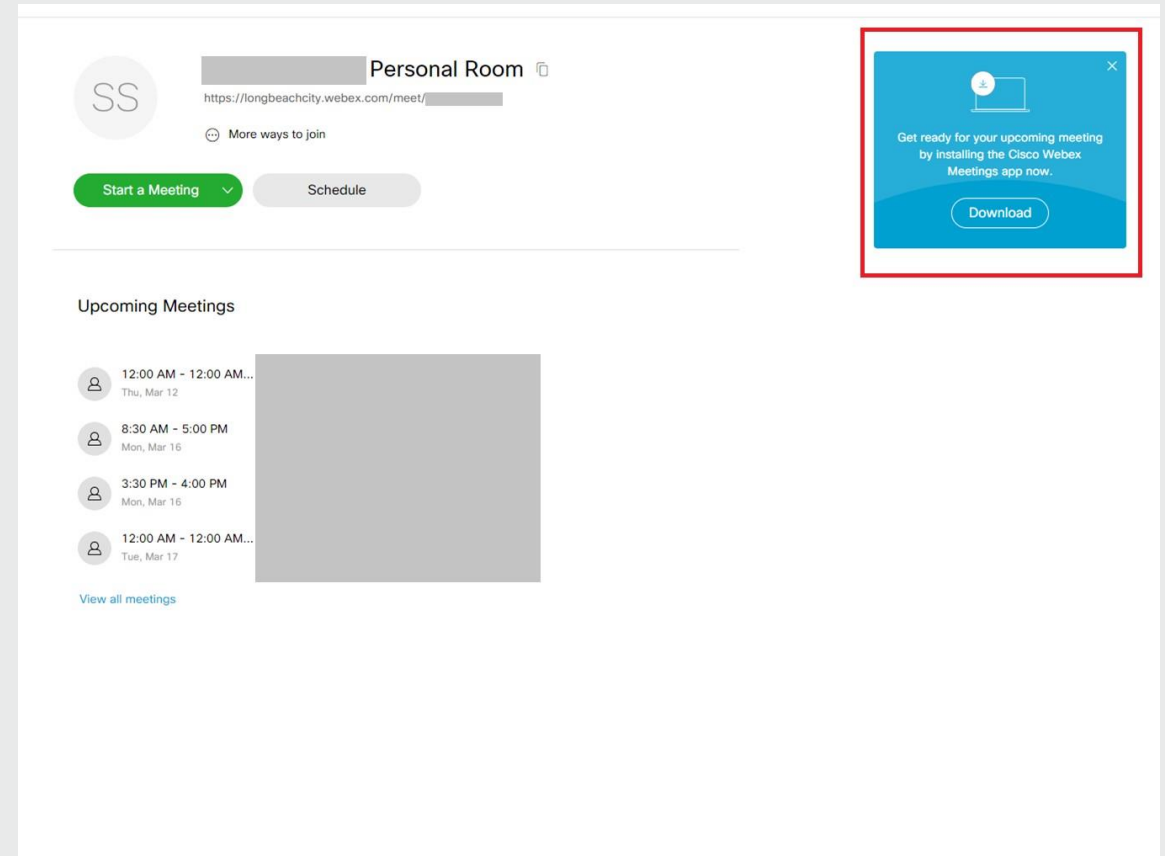 SS
Personal Room
https://longbeachcity.webex.com/meet/
More ways to join
Start a Meeting
Schedule
Get ready for your upcoming meeting
by installing the Cisco Webex
Meetings app now.
Download
Upcoming Meetings
12:00 AM - 12:00 AM...
Thu, Mar 12
8:30 AM - 5:00 PM
Mon, Mar 16
3:30 PM - 4:00 PM
Mon, Mar 16
12:00 AM - 12:00 AM...
Tue, Mar 17
View all meetings